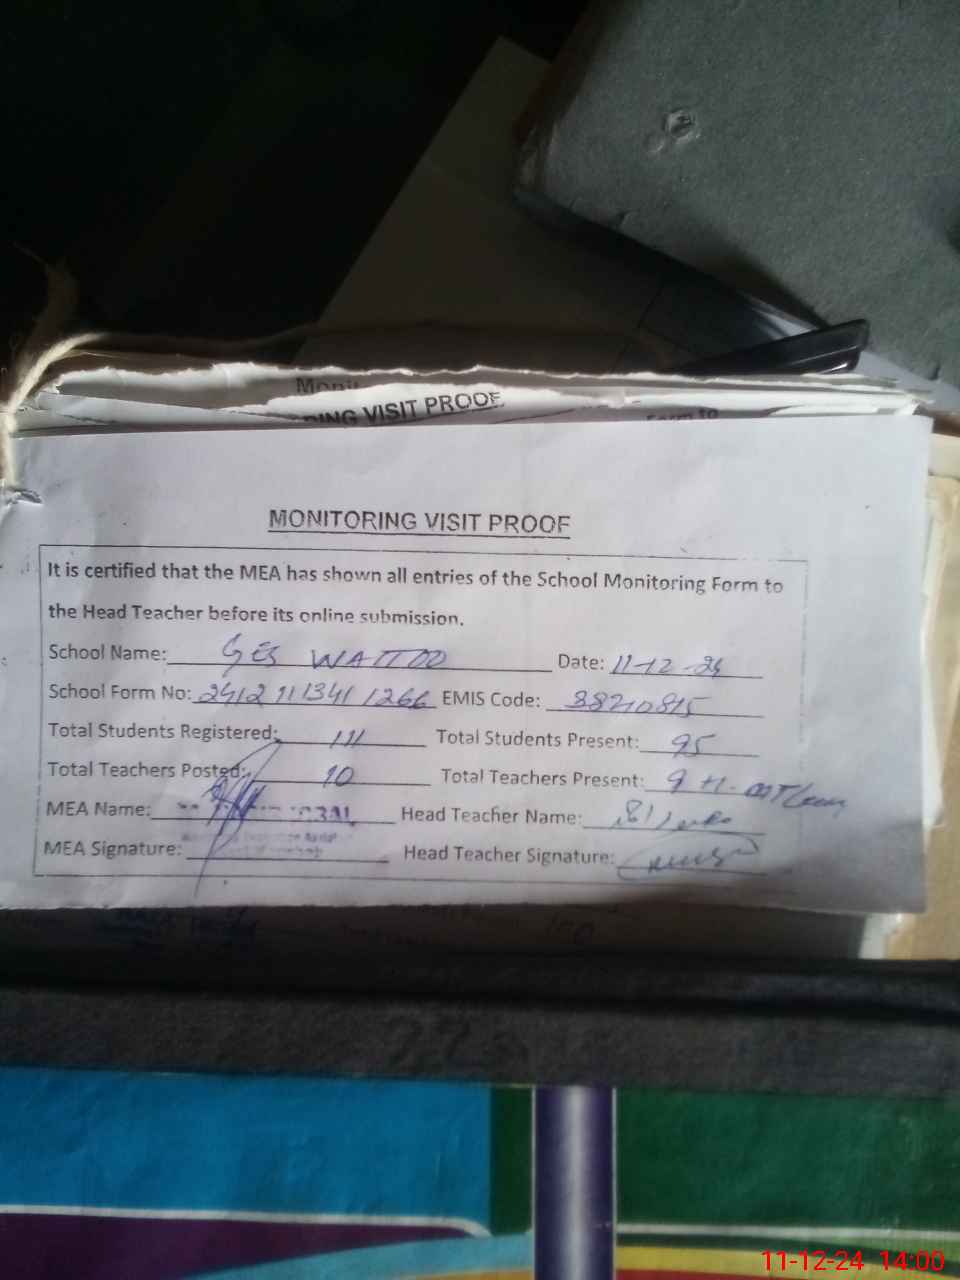 MONITORING VISIT PROOF
MONITORING VISIT PROOF
It is certified that the MEA has shown all entries of the School Monitoring Form to
the Head Teacher before its online submission.
School Name: GES WATTOO Date: 11-12-24
School Form No: 24121113411266 EMIS Code: 38210815
Total Students Registered: 111 Total Students Present: 95
Total Teachers Posted: 10 Total Teachers Present: 9
MEA Name: Head Teacher Name:
MEA Signature: Head Teacher Signature:
11-12-24 14:00